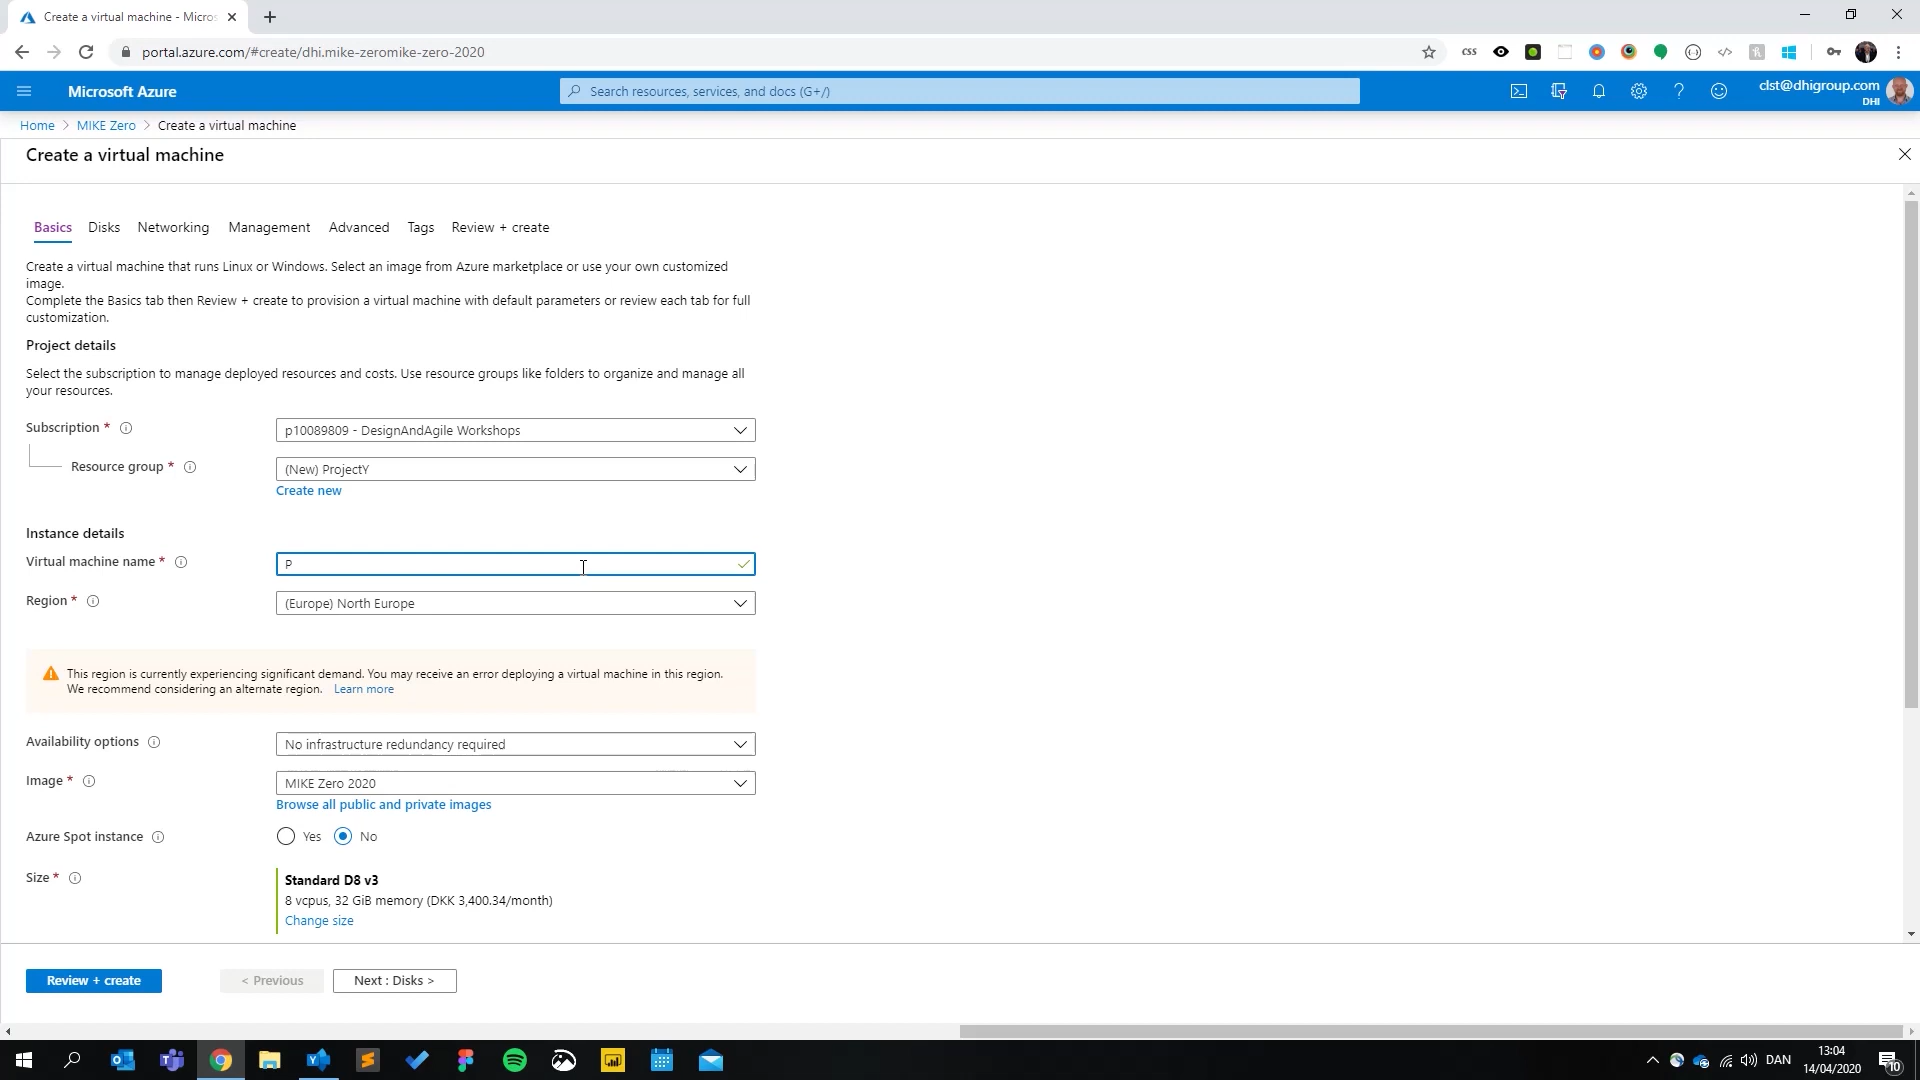 Create a virtual machine - Micros
portal.azure.com/#create/dhi.mike-zeromike-zero-2020
css
Microsoft Azure
Search resources, services, and docs (G+/)
clst@dhigroup.com
DHI
Home > MIKE Zero > Create a virtual machine
Create a virtual machine
Basics Disks Networking Management Advanced Tags Review + create
Create a virtual machine that runs Linux or Windows. Select an image from Azure marketplace or use your own customized
image.
Complete the Basics tab then Review + create to provision a virtual machine with default parameters or review each tab for full
customization.
Project details
Select the subscription to manage deployed resources and costs. Use resource groups like folders to organize and manage all
your resources.
Subscription *
p10089809 - DesignAndAgile Workshops
Resource group *
(New) ProjectY
Create new
Instance details
Virtual machine name *
P
Region *
(Europe) North Europe
This region is currently experiencing significant demand. You may receive an error deploying a virtual machine in this region.
We recommend considering an alternate region. Learn more
Availability options
No infrastructure redundancy required
Image *
MIKE Zero 2020
Browse all public and private images
Azure Spot instance
Yes No
Size *
Standard D8 v3
8 vcpus, 32 GiB memory (DKK 3,400.34/month)
Change size
Review + create
< Previous
Next : Disks >
DAN
13:04
14/04/2020
10